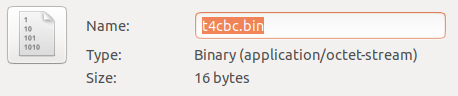 1
10
101
1010
Name: t4cbc.bin
Type: Binary (application/octet-stream)
Size: 16 bytes